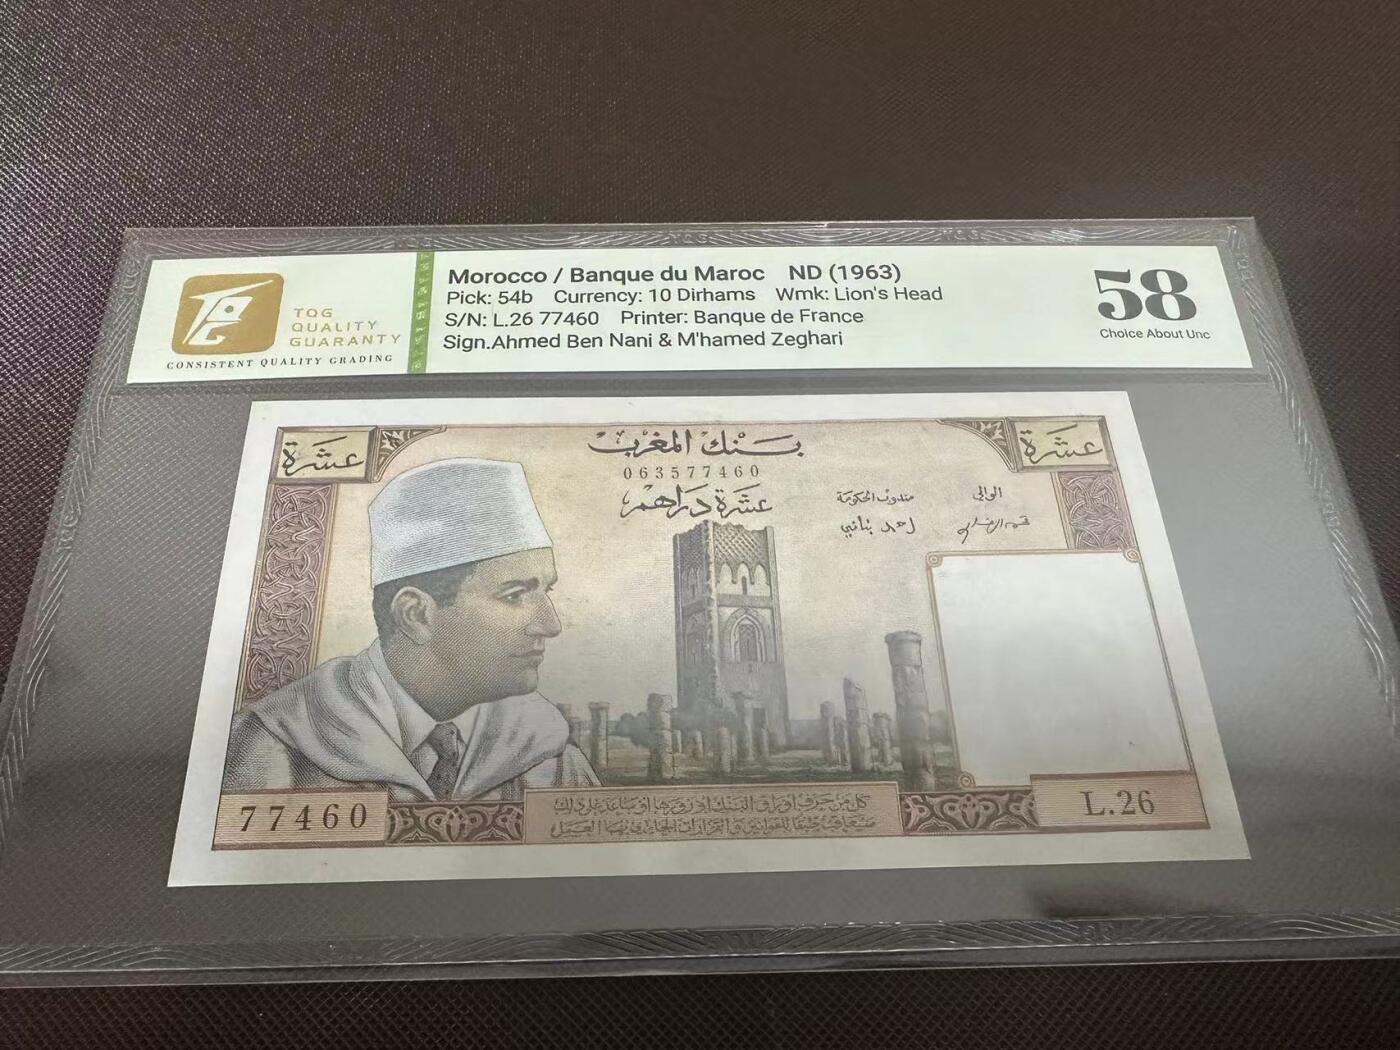 TQG
QUALITY
GUARANTY
CONSISTENT QUALITY GRADING
Morocco / Banque du Maroc ND (1963)
Pick: 54b Currency: 10 Dirhams Wmk: Lion's Head
S/N: L.26 77460 Printer: Banque de France
Sign.Ahmed Ben Nani & M'hamed Zeghari
58
Choice About Unc
عشرة
بنك المغرب
عشرة
063577460
عشرة دراهم
الوالي
مندوب الحكومة
احمد بناني
77460
L.26